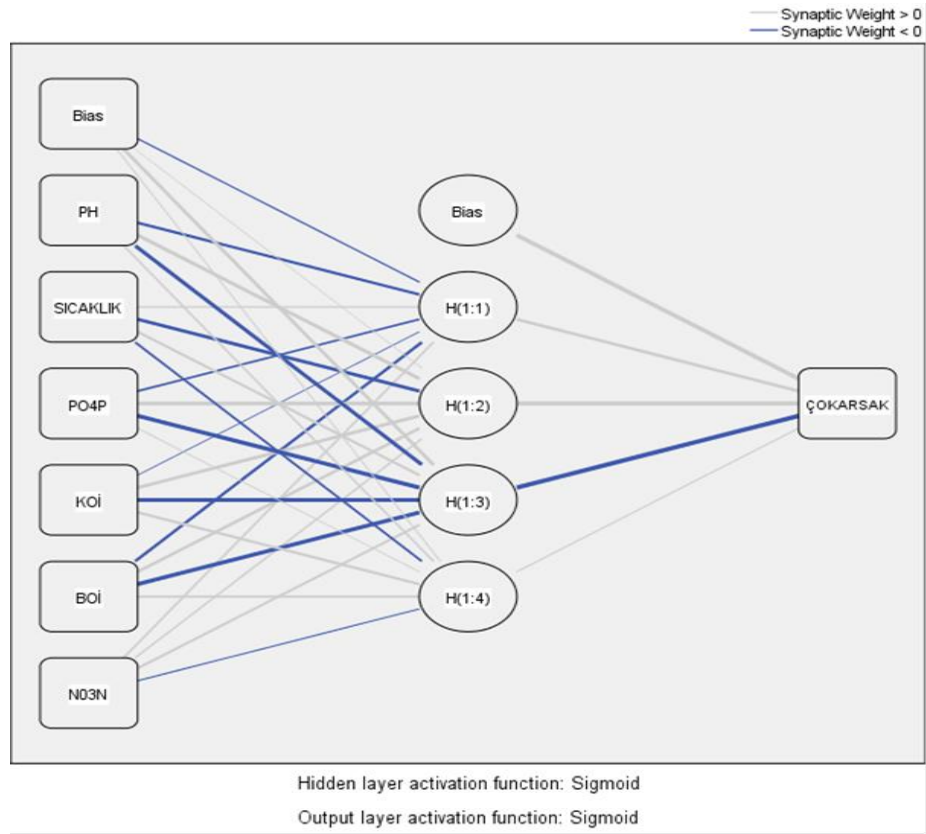 Synaptic Weight > 0
Synaptic Weight < 0
Bias
PH
SICAKLIK
PO4P
KOİ
BOİ
N03N
Bias
H(1:1)
H(1:2)
H(1:3)
H(1:4)
ÇOKARSAK
Hidden layer activation function: Sigmoid
Output layer activation function: Sigmoid